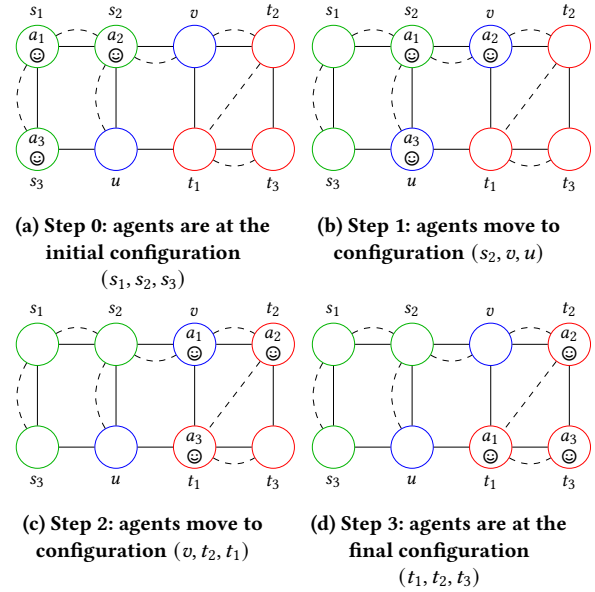 s₁ s₂ v t₂
a₁ a₂
a₃
s₃ u t₁ t₃
(a) Step 0: agents are at the
initial configuration
(s₁, s₂, s₃)
s₁ s₂ v t₂
a₁ a₂
a₃
s₃ u t₁ t₃
(b) Step 1: agents move to
configuration (s₂, v, u)
s₁ s₂ v t₂
a₁ a₂
a₃
s₃ u t₁ t₃
(c) Step 2: agents move to
configuration (v, t₂, t₁)
s₁ s₂ v t₂
a₂
a₁ a₃
s₃ u t₁ t₃
(d) Step 3: agents are at the
final configuration
(t₁, t₂, t₃)